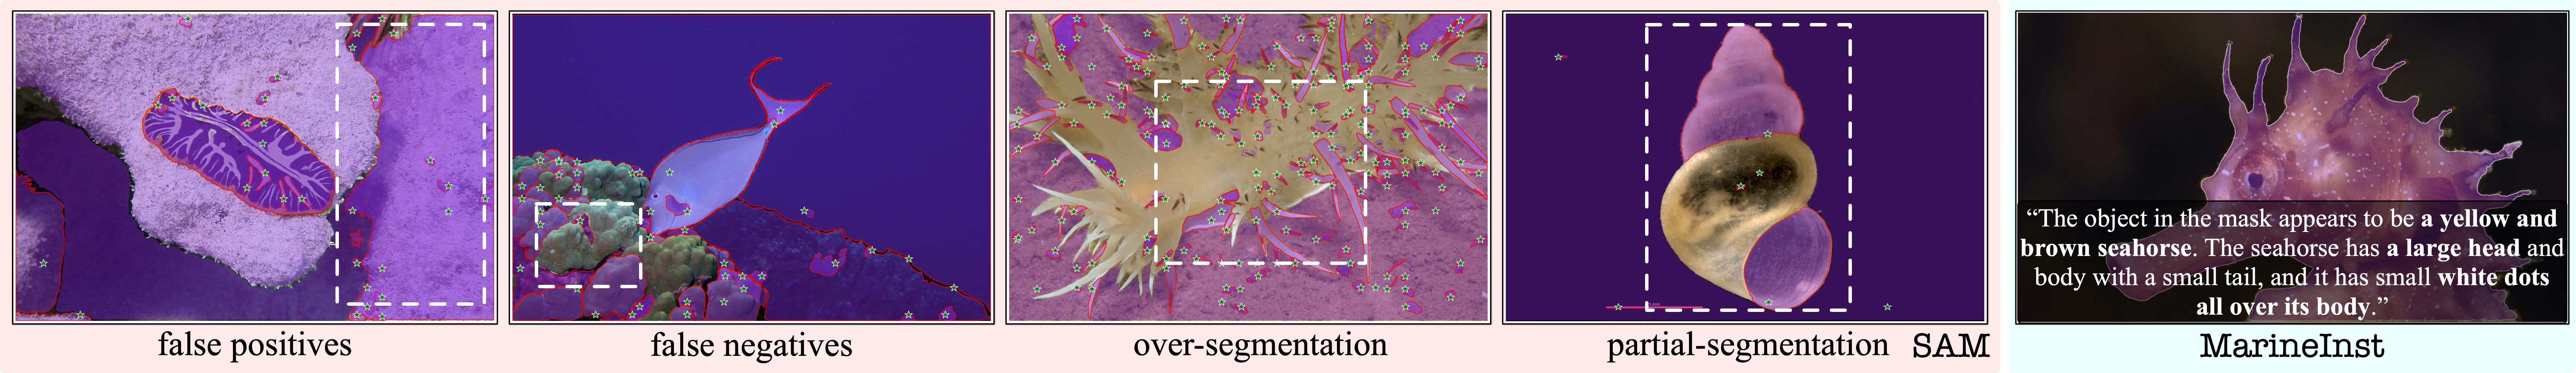 “The object in the mask appears to be a yellow and
brown seahorse. The seahorse has a large head and
body with a small tail, and it has small white dots
all over its body.”
false positives
false negatives
over-segmentation
partial-segmentation
SAM
MarineInst